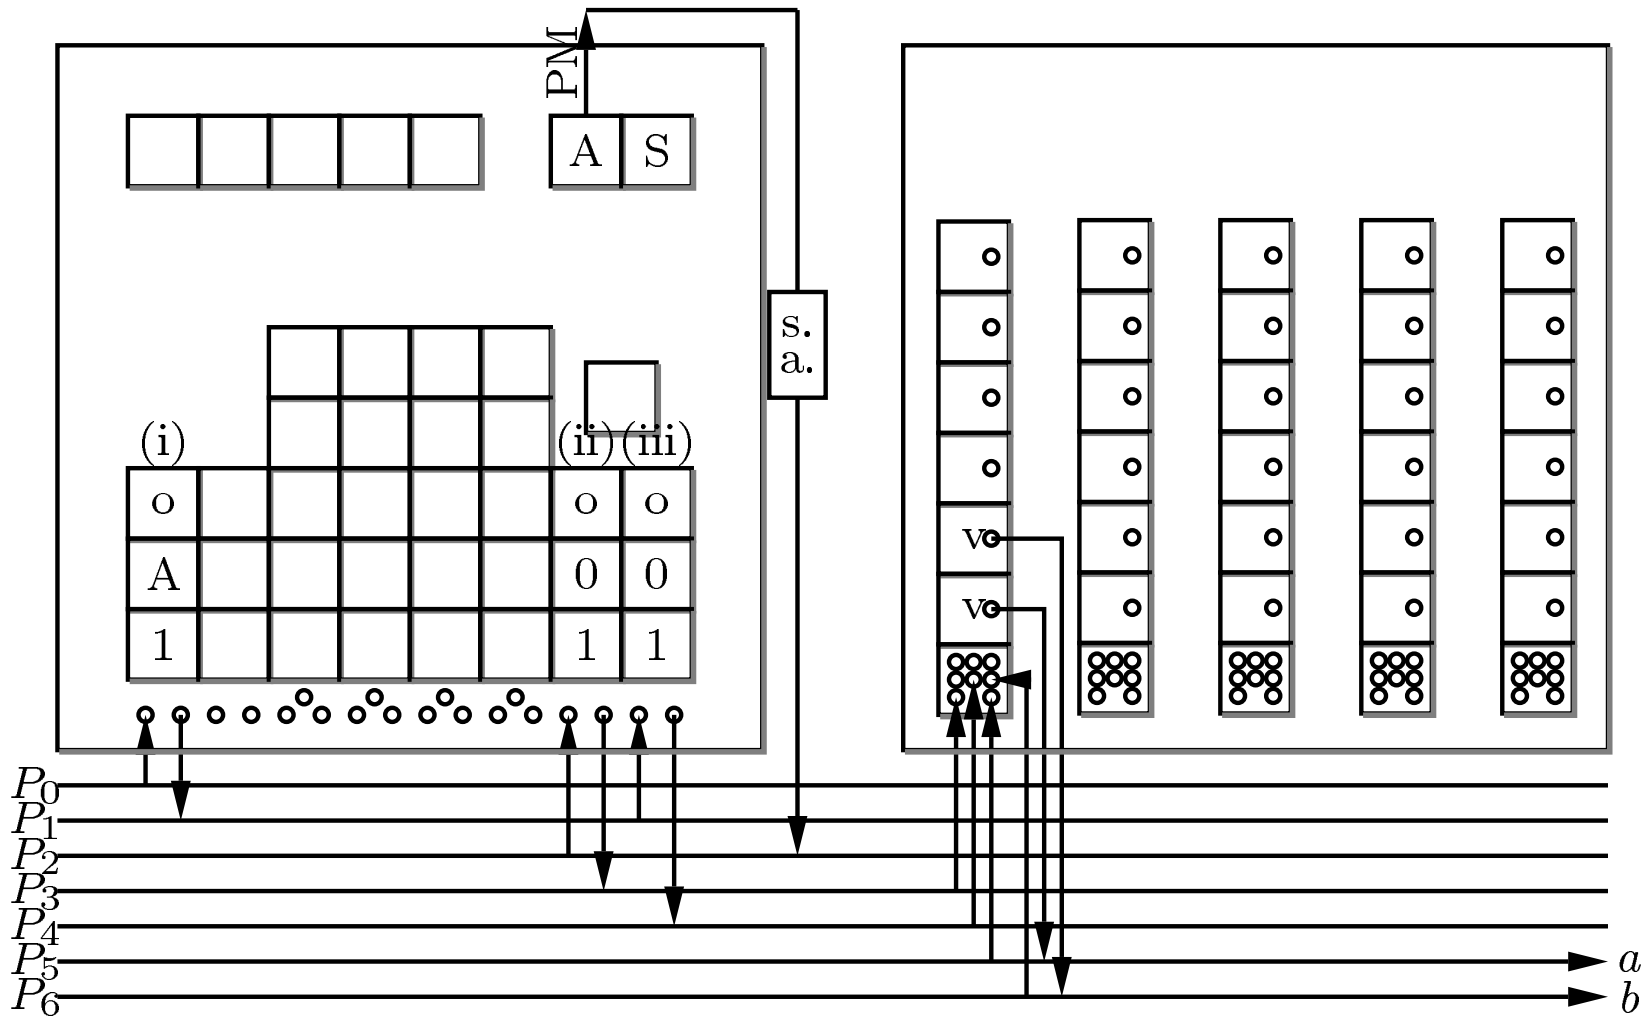 PM
A S
s.
a.
(i) (ii) (iii)
o o o
A 0 0
1 1 1
v
v
P0
P1
P2
P3
P4
P5 a
P6 b